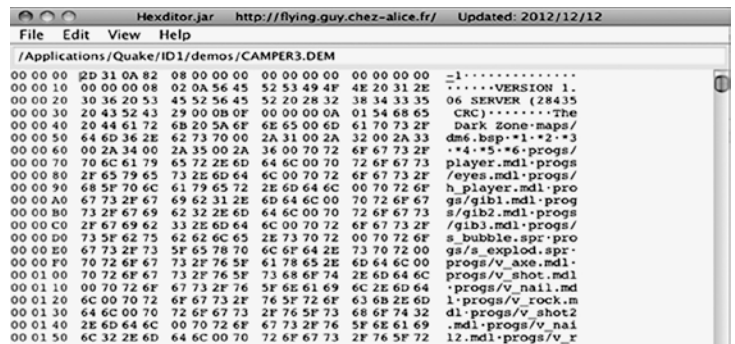 Hexditor.jar http://flying.guy.chez-alice.fr/ Updated: 2012/12/12
File Edit View Help
/Applications/Quake/ID1/demos/CAMPER3.DEM
00 00 00 2D 31 0A 82 08 00 00 00 00 00 00 00 00 00 00 00 -1··············
00 00 10 00 00 00 08 02 0A 56 45 52 53 49 4F 4E 20 31 2E ······VERSION 1.
00 00 20 30 36 20 53 45 52 56 45 52 20 28 32 38 34 33 35 06 SERVER (28435
00 00 30 20 43 52 43 29 00 0B 0F 00 00 00 0A 01 54 68 65 CRC)········The
00 00 40 20 44 61 72 6B 20 5A 6F 6E 65 00 6D 61 70 73 2F Dark Zone·maps/
00 00 50 64 6D 36 2E 62 73 70 00 2A 31 00 2A 32 00 2A 33 dm6.bsp·*1·*2·*3
00 00 60 00 2A 34 00 2A 35 00 2A 36 00 70 72 6F 67 73 2F ·*4·*5·*6·progs/
00 00 70 70 6C 61 79 65 72 2E 6D 64 6C 00 70 72 6F 67 73 player.mdl·progs
00 00 80 2F 65 79 65 73 2E 6D 64 6C 00 70 72 6F 67 73 2F /eyes.mdl·progs/
00 00 90 68 5F 70 6C 61 79 65 72 2E 6D 64 6C 00 70 72 6F h_player.mdl·pro
00 00 A0 67 73 2F 67 69 62 31 2E 6D 64 6C 00 70 72 6F 67 gs/gib1.mdl·prog
00 00 B0 73 2F 67 69 62 32 2E 6D 64 6C 00 70 72 6F 67 73 s/gib2.mdl·progs
00 00 C0 2F 67 69 62 33 2E 6D 64 6C 00 70 72 6F 67 73 2F /gib3.mdl·progs/
00 00 D0 73 5F 62 75 62 62 6C 65 2E 73 70 72 00 70 72 6F s_bubble.spr·pro
00 00 E0 67 73 2F 73 5F 65 78 70 6C 6F 64 2E 73 70 72 00 gs/s_explod.spr·
00 00 F0 70 72 6F 67 73 2F 76 5F 61 78 65 2E 6D 64 6C 00 progs/v_axe.mdl·
00 01 00 70 72 6F 67 73 2F 76 5F 73 68 6F 74 2E 6D 64 6C progs/v_shot.mdl
00 01 10 00 70 72 6F 67 73 2F 76 5F 6E 61 69 6C 2E 6D 64 ·progs/v_nail.md
00 01 20 6C 00 70 72 6F 67 73 2F 76 5F 72 6F 63 6B 2E 6D l·progs/v_rock.m
00 01 30 64 6C 00 70 72 6F 67 73 2F 76 5F 73 68 6F 74 32 dl·progs/v_shot2
00 01 40 2E 6D 64 6C 00 70 72 6F 67 73 2F 76 5F 6E 61 69 .mdl·progs/v_nai
00 01 50 6C 32 2E 6D 64 6C 00 70 72 6F 67 73 2F 76 5F 72 l2.mdl·progs/v_r